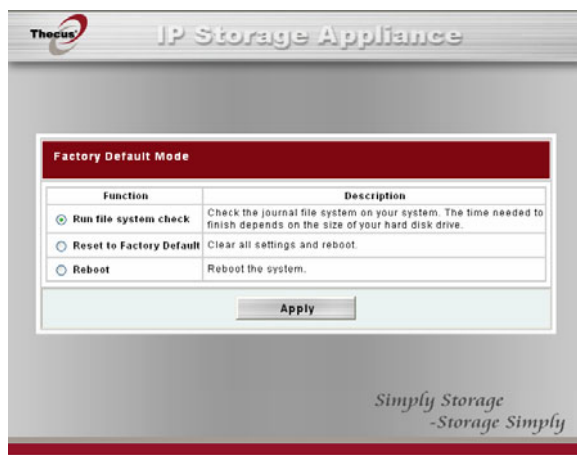 Thecus
IP Storage Appliance
Factory Default Mode
Function Description
Run file system check Check the journal file system on your system. The time needed to
finish depends on the size of your hard disk drive.
Reset to Factory Default Clear all settings and reboot.
Reboot Reboot the system.
Apply
Simply Storage
-Storage Simply